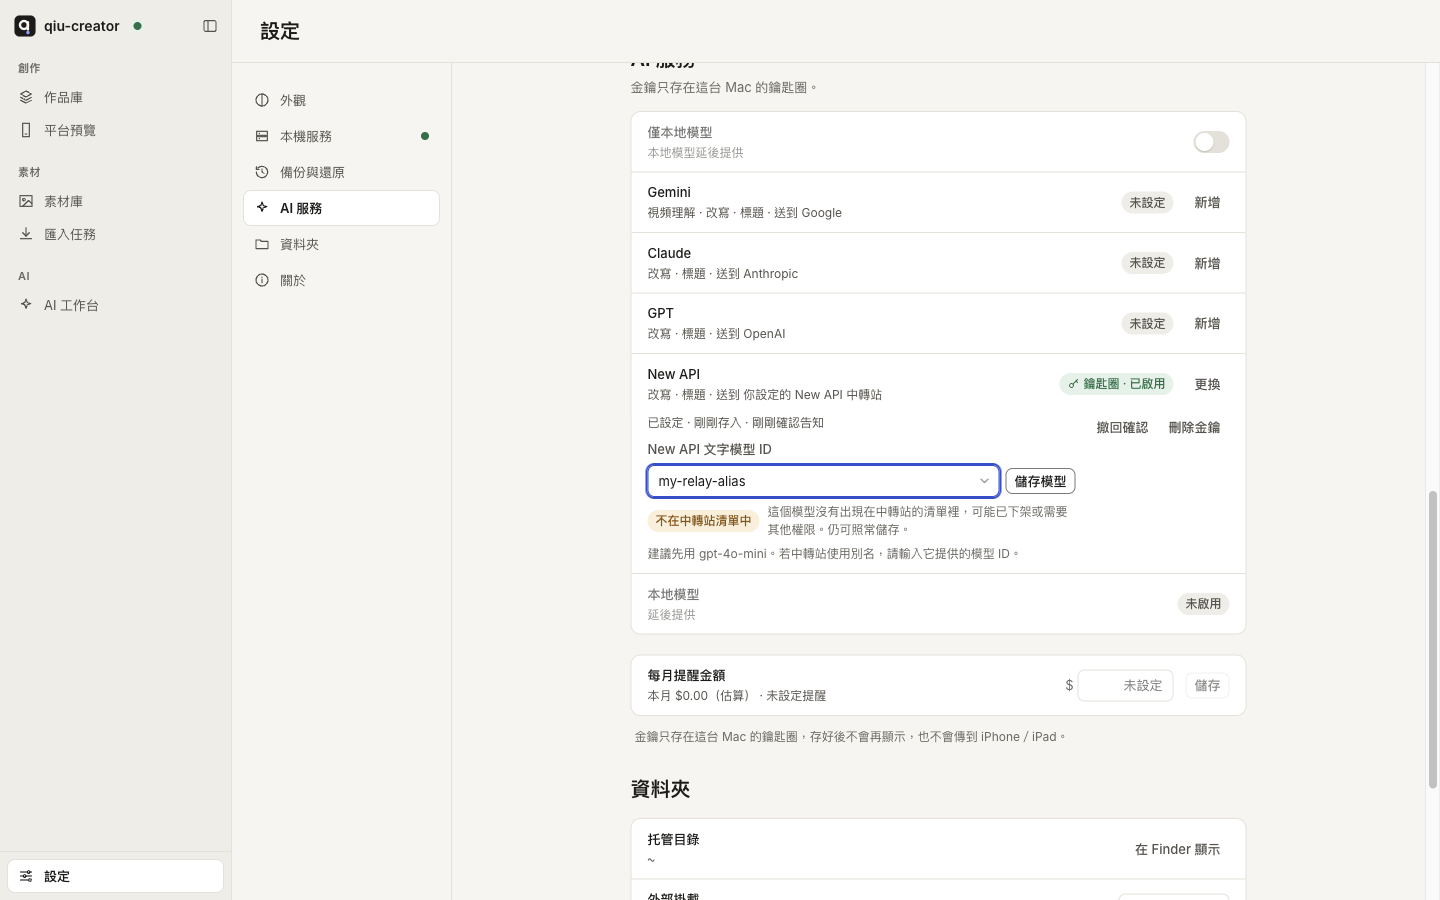 qiu-creator
創作
作品庫
平台預覽
素材
素材庫
匯入任務
AI
AI 工作台
設定
設定
外觀
本機服務
備份與還原
AI 服務
資料夾
關於
AI 服務
金鑰只存在這台 Mac 的鑰匙圈。
僅本地模型
本地模型延後提供
Gemini
視頻理解 · 改寫 · 標題 · 送到 Google
未設定
新增
Claude
改寫 · 標題 · 送到 Anthropic
未設定
新增
GPT
改寫 · 標題 · 送到 OpenAI
未設定
新增
New API
改寫 · 標題 · 送到 你設定的 New API 中轉站
鑰匙圈 · 已啟用
更換
已設定 · 剛剛存入 · 剛剛確認告知
撤回確認
刪除金鑰
New API 文字模型 ID
my-relay-alias
儲存模型
不在中轉站清單中
這個模型沒有出現在中轉站的清單裡，可能已下架或需要
其他權限。仍可照常儲存。
建議先用 gpt-4o-mini。若中轉站使用別名，請輸入它提供的模型 ID。
本地模型
延後提供
未啟用
每月提醒金額
本月 $0.00（估算） · 未設定提醒
$
未設定
儲存
金鑰只存在這台 Mac 的鑰匙圈，存好後不會再顯示，也不會傳到 iPhone / iPad。
資料夾
托管目錄
~
在 Finder 顯示
外部掛載